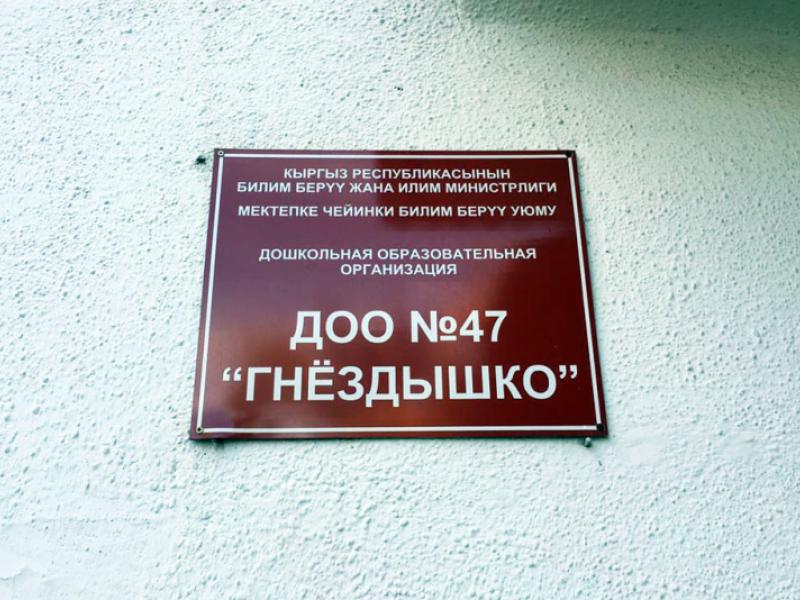 КЫРГЫЗ РЕСПУБЛИКАСЫНЫН
БИЛИМ БЕРҮҮ ЖАНА ИЛИМ МИНИСТРЛИГИ
МЕКТЕПКЕ ЧЕЙИНКИ БИЛИМ БЕРҮҮ УЮМУ
ДОШКОЛЬНАЯ ОБРАЗОВАТЕЛЬНАЯ
ОРГАНИЗАЦИЯ
ДОО №47
“ГНЁЗДЫШКО”